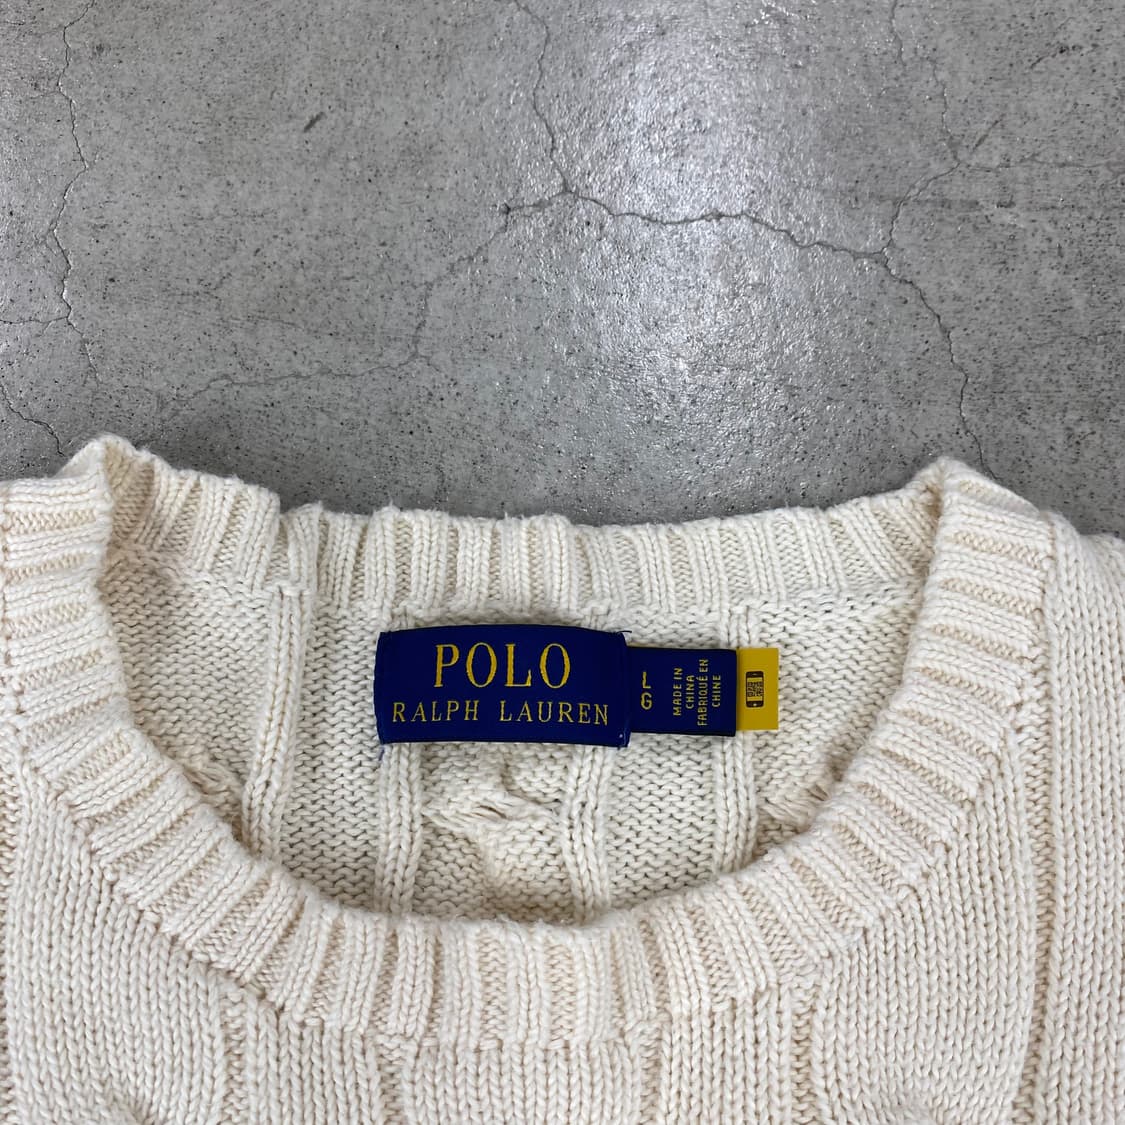 POLO
RALPH LAUREN
L
G
MADE IN
CHINA
FABRIQUÉ EN
CHINE